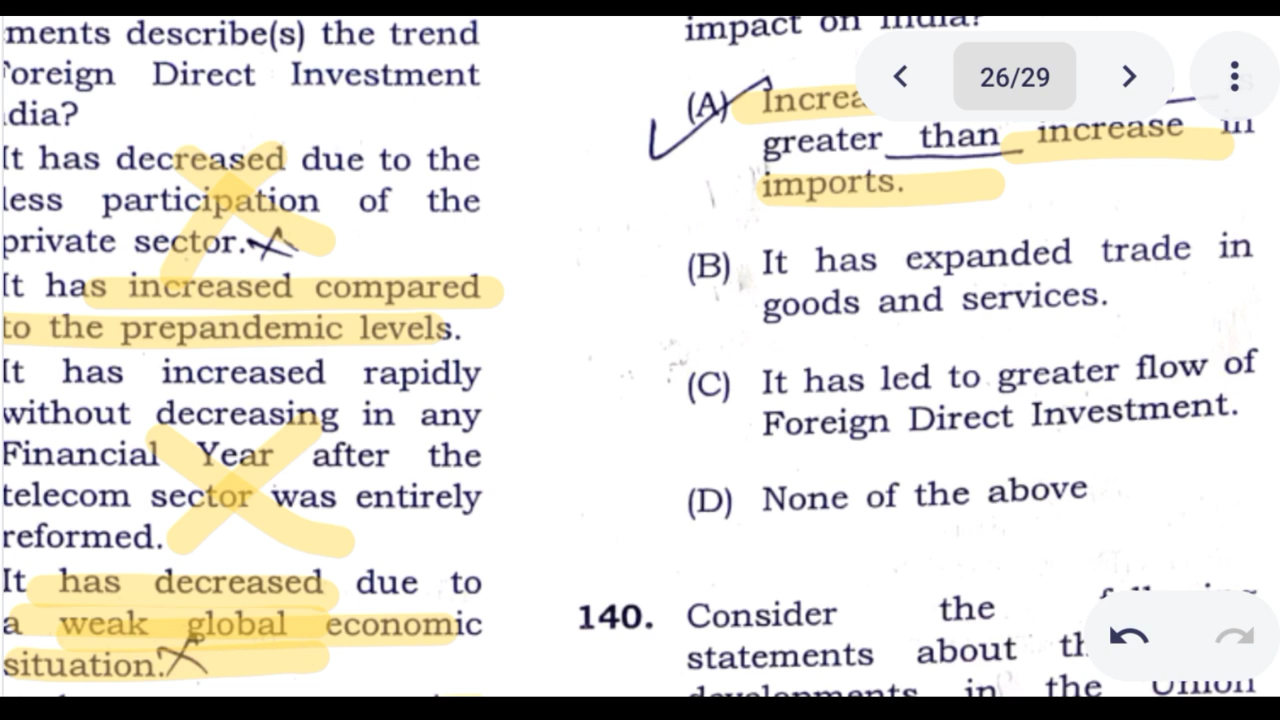 ments describe(s) the trend
Foreign Direct Investment
dia?
It has decreased due to the
less participation of the
private sector.
It has increased compared
to the prepandemic levels.
It has increased rapidly
without decreasing in any
Financial Year after the
telecom sector was entirely
reformed.
It has decreased due to
a weak global economic
situation.
impact on India?
26/29
(A) Increa
greater than increase in
imports.
(B) It has expanded trade in
goods and services.
(C) It has led to greater flow of
Foreign Direct Investment.
(D) None of the above
140. Consider the following
statements about th
developments in the Union